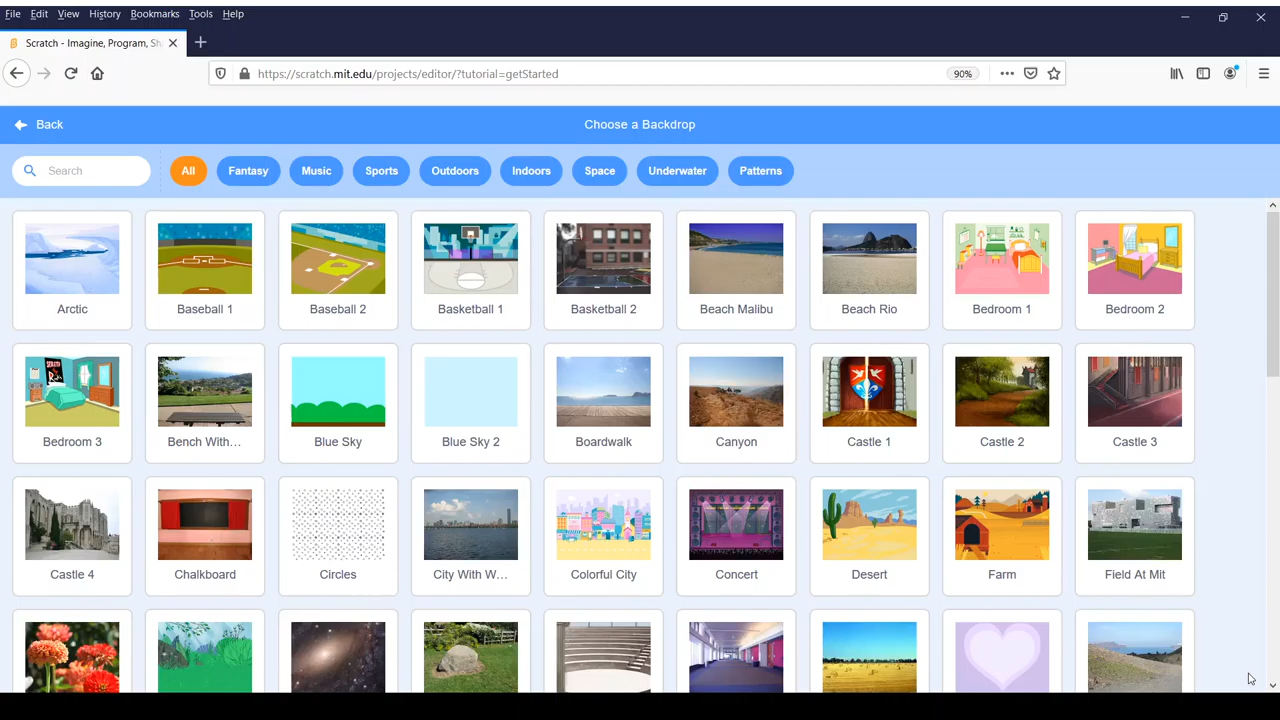 File Edit View History Bookmarks Tools Help
Scratch - Imagine, Program, Sh
https://scratch.mit.edu/projects/editor/?tutorial=getStarted 90%
Back Choose a Backdrop
Search All Fantasy Music Sports Outdoors Indoors Space Underwater Patterns
Arctic Baseball 1 Baseball 2 Basketball 1 Basketball 2 Beach Malibu Beach Rio Bedroom 1 Bedroom 2
Bedroom 3 Bench With... Blue Sky Blue Sky 2 Boardwalk Canyon Castle 1 Castle 2 Castle 3
Castle 4 Chalkboard Circles City With W... Colorful City Concert Desert Farm Field At Mit